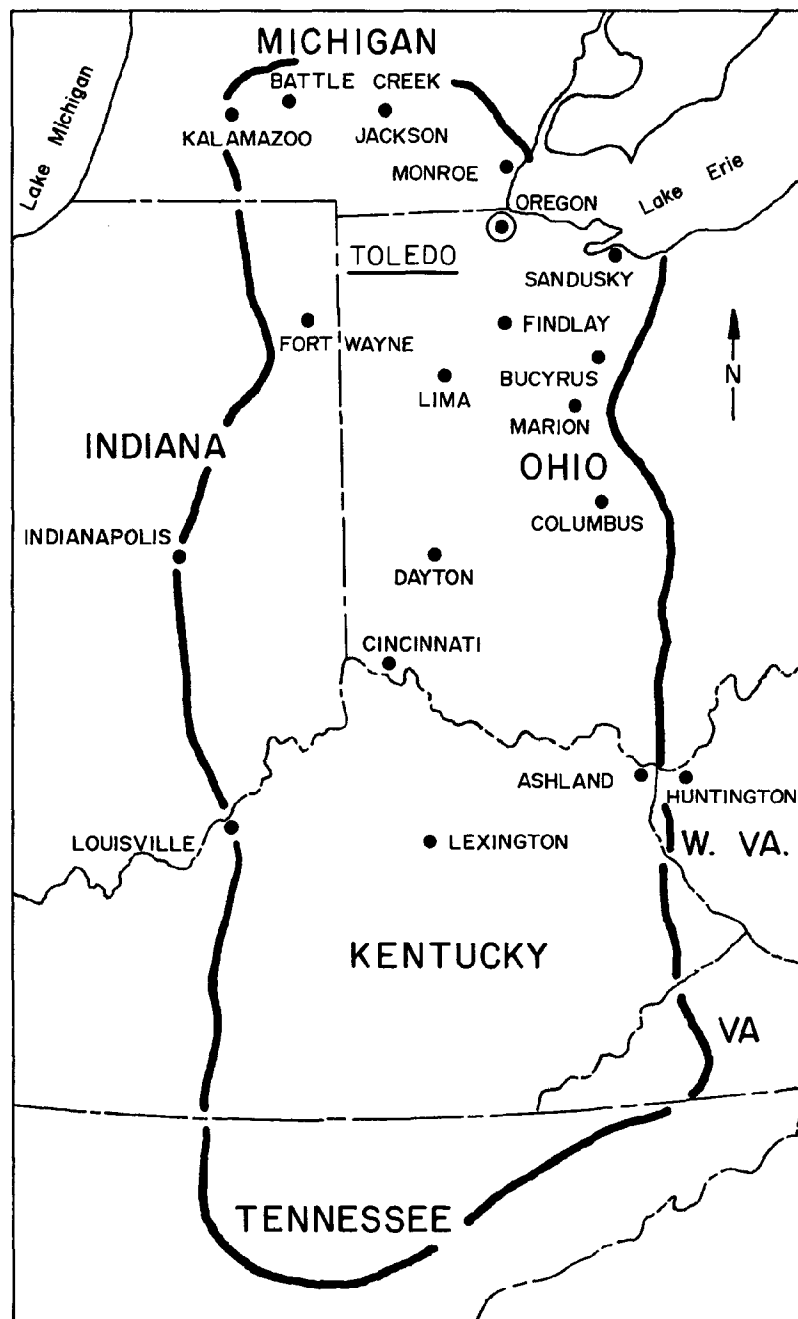 MICHIGAN
BATTLE CREEK
KALAMAZOO
JACKSON
MONROE
Lake Michigan
Lake Erie
OREGON
TOLEDO
SANDUSKY
FORT WAYNE
FINDLAY
BUCYRUS
LIMA
MARION
N
INDIANA
OHIO
COLUMBUS
INDIANAPOLIS
DAYTON
CINCINNATI
ASHLAND
HUNTINGTON
LOUISVILLE
LEXINGTON
W. VA.
KENTUCKY
VA
TENNESSEE